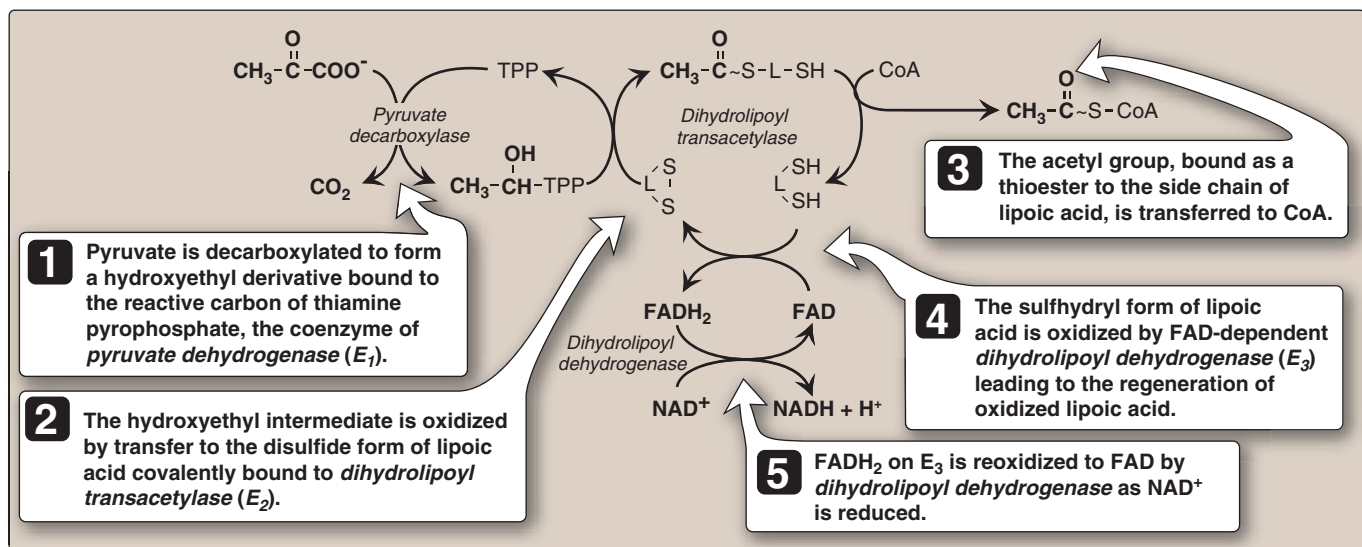 O
CH₃–C–COO⁻
TPP
Pyruvate
decarboxylase
CO₂
OH
CH₃–CH–TPP
O
CH₃–C~S–L–SH
CoA
Dihydrolipoyl
transacetylase
S
L
S
SH
L
SH
O
CH₃–C~S–CoA
FADH₂
FAD
Dihydrolipoyl
dehydrogenase
NAD⁺
NADH + H⁺
1
Pyruvate is decarboxylated to form
a hydroxyethyl derivative bound to
the reactive carbon of thiamine
pyrophosphate, the coenzyme of
pyruvate dehydrogenase (E₁).
2
The hydroxyethyl intermediate is oxidized
by transfer to the disulfide form of lipoic
acid covalently bound to dihydrolipoyl
transacetylase (E₂).
3
The acetyl group, bound as a
thioester to the side chain of
lipoic acid, is transferred to CoA.
4
The sulfhydryl form of lipoic
acid is oxidized by FAD-dependent
dihydrolipoyl dehydrogenase (E₃)
leading to the regeneration of
oxidized lipoic acid.
5
FADH₂ on E₃ is reoxidized to FAD by
dihydrolipoyl dehydrogenase as NAD⁺
is reduced.